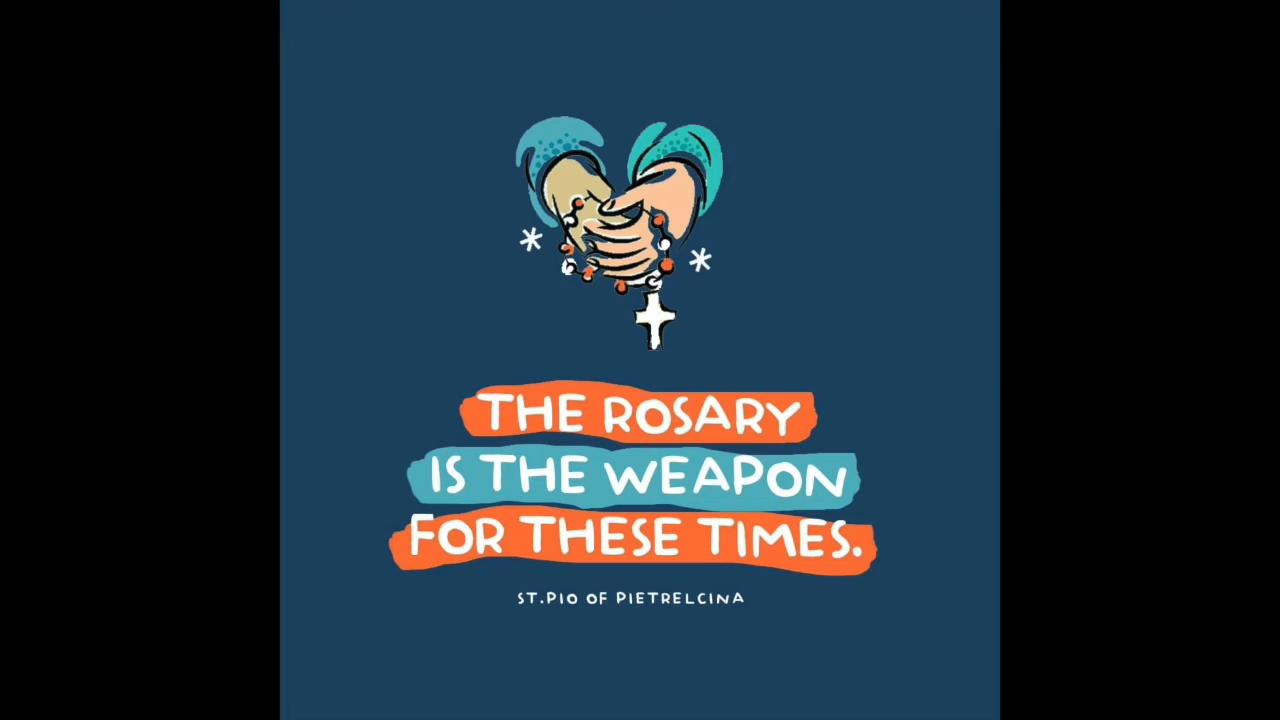 THE ROSARY
IS THE WEAPON
FOR THESE TIMES.
ST.PIO OF PIETRELCINA